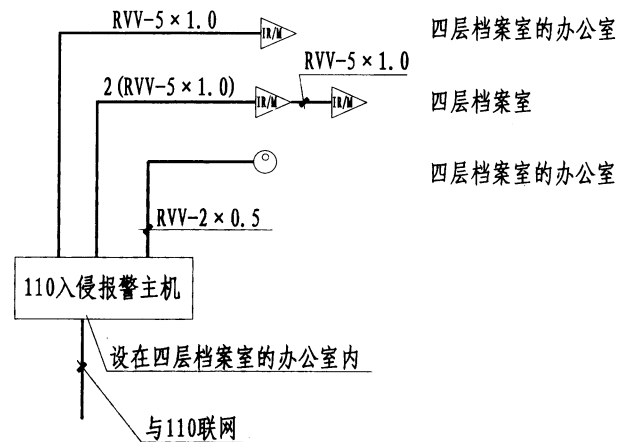 RVV-5×1.0
IR/M
四层档案室的办公室
RVV-5×1.0
2(RVV-5×1.0)
IR/M
IR/M
四层档案室
四层档案室的办公室
RVV-2×0.5
110入侵报警主机
设在四层档案室的办公室内
与110联网